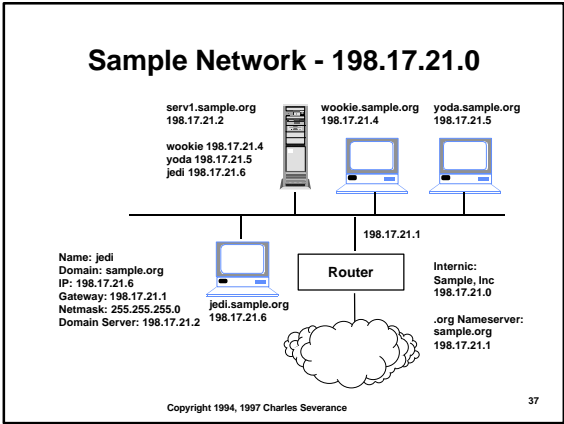 Sample Network - 198.17.21.0
serv1.sample.org
198.17.21.2
wookie 198.17.21.4
yoda 198.17.21.5
jedi 198.17.21.6
wookie.sample.org
198.17.21.4
yoda.sample.org
198.17.21.5
198.17.21.1
Name: jedi
Domain: sample.org
IP: 198.17.21.6
Gateway: 198.17.21.1
Netmask: 255.255.255.0
Domain Server: 198.17.21.2
jedi.sample.org
198.17.21.6
Router
Internic:
Sample, Inc
198.17.21.0
.org Nameserver:
sample.org
198.17.21.1
Copyright 1994, 1997 Charles Severance
37